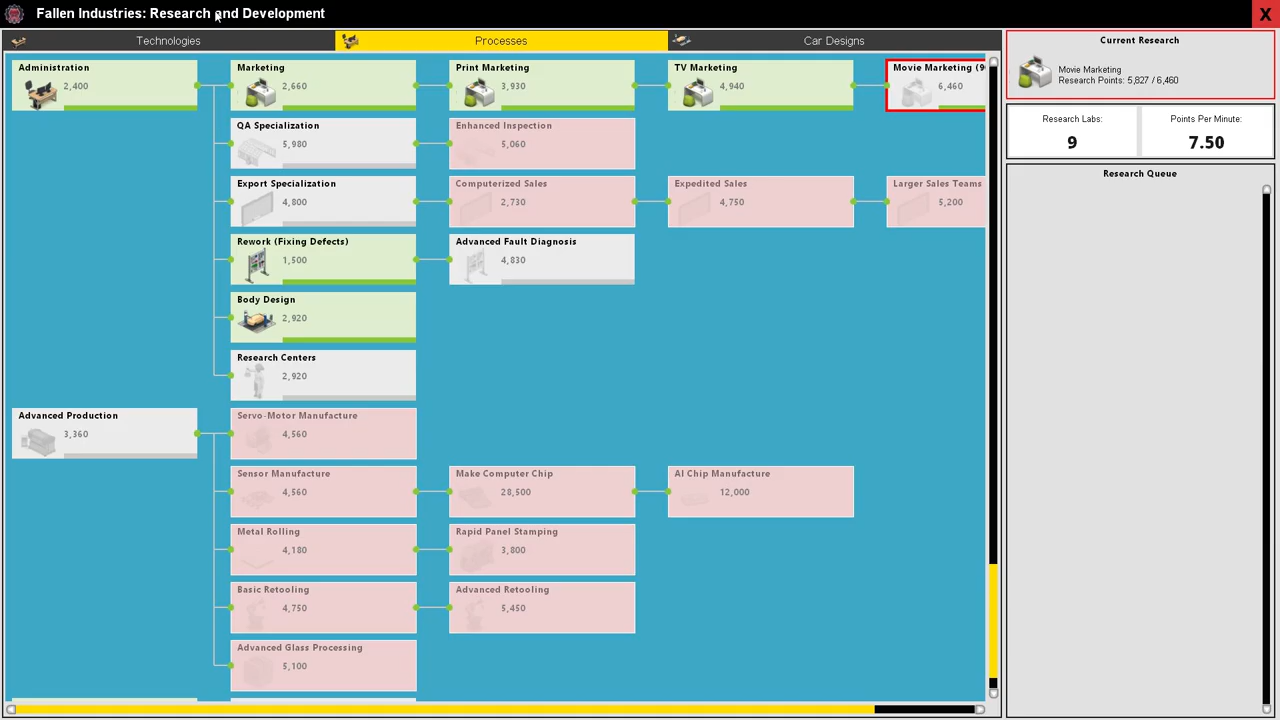 Fallen Industries: Research and Development
X
Technologies
Processes
Car Designs
Administration
2,400
Marketing
2,660
Print Marketing
3,930
TV Marketing
4,940
Movie Marketing (9
6,460
QA Specialization
5,980
Enhanced Inspection
5,060
Export Specialization
4,800
Computerized Sales
2,730
Expedited Sales
4,750
Larger Sales Teams
5,200
Rework (Fixing Defects)
1,500
Advanced Fault Diagnosis
4,830
Body Design
2,920
Research Centers
2,920
Advanced Production
3,360
Servo-Motor Manufacture
4,560
Sensor Manufacture
4,560
Make Computer Chip
28,500
AI Chip Manufacture
12,000
Metal Rolling
4,180
Rapid Panel Stamping
3,800
Basic Retooling
4,750
Advanced Retooling
5,450
Advanced Glass Processing
5,100
Current Research
Movie Marketing
Research Points: 5,827 / 6,460
Research Labs:
9
Points Per Minute:
7.50
Research Queue